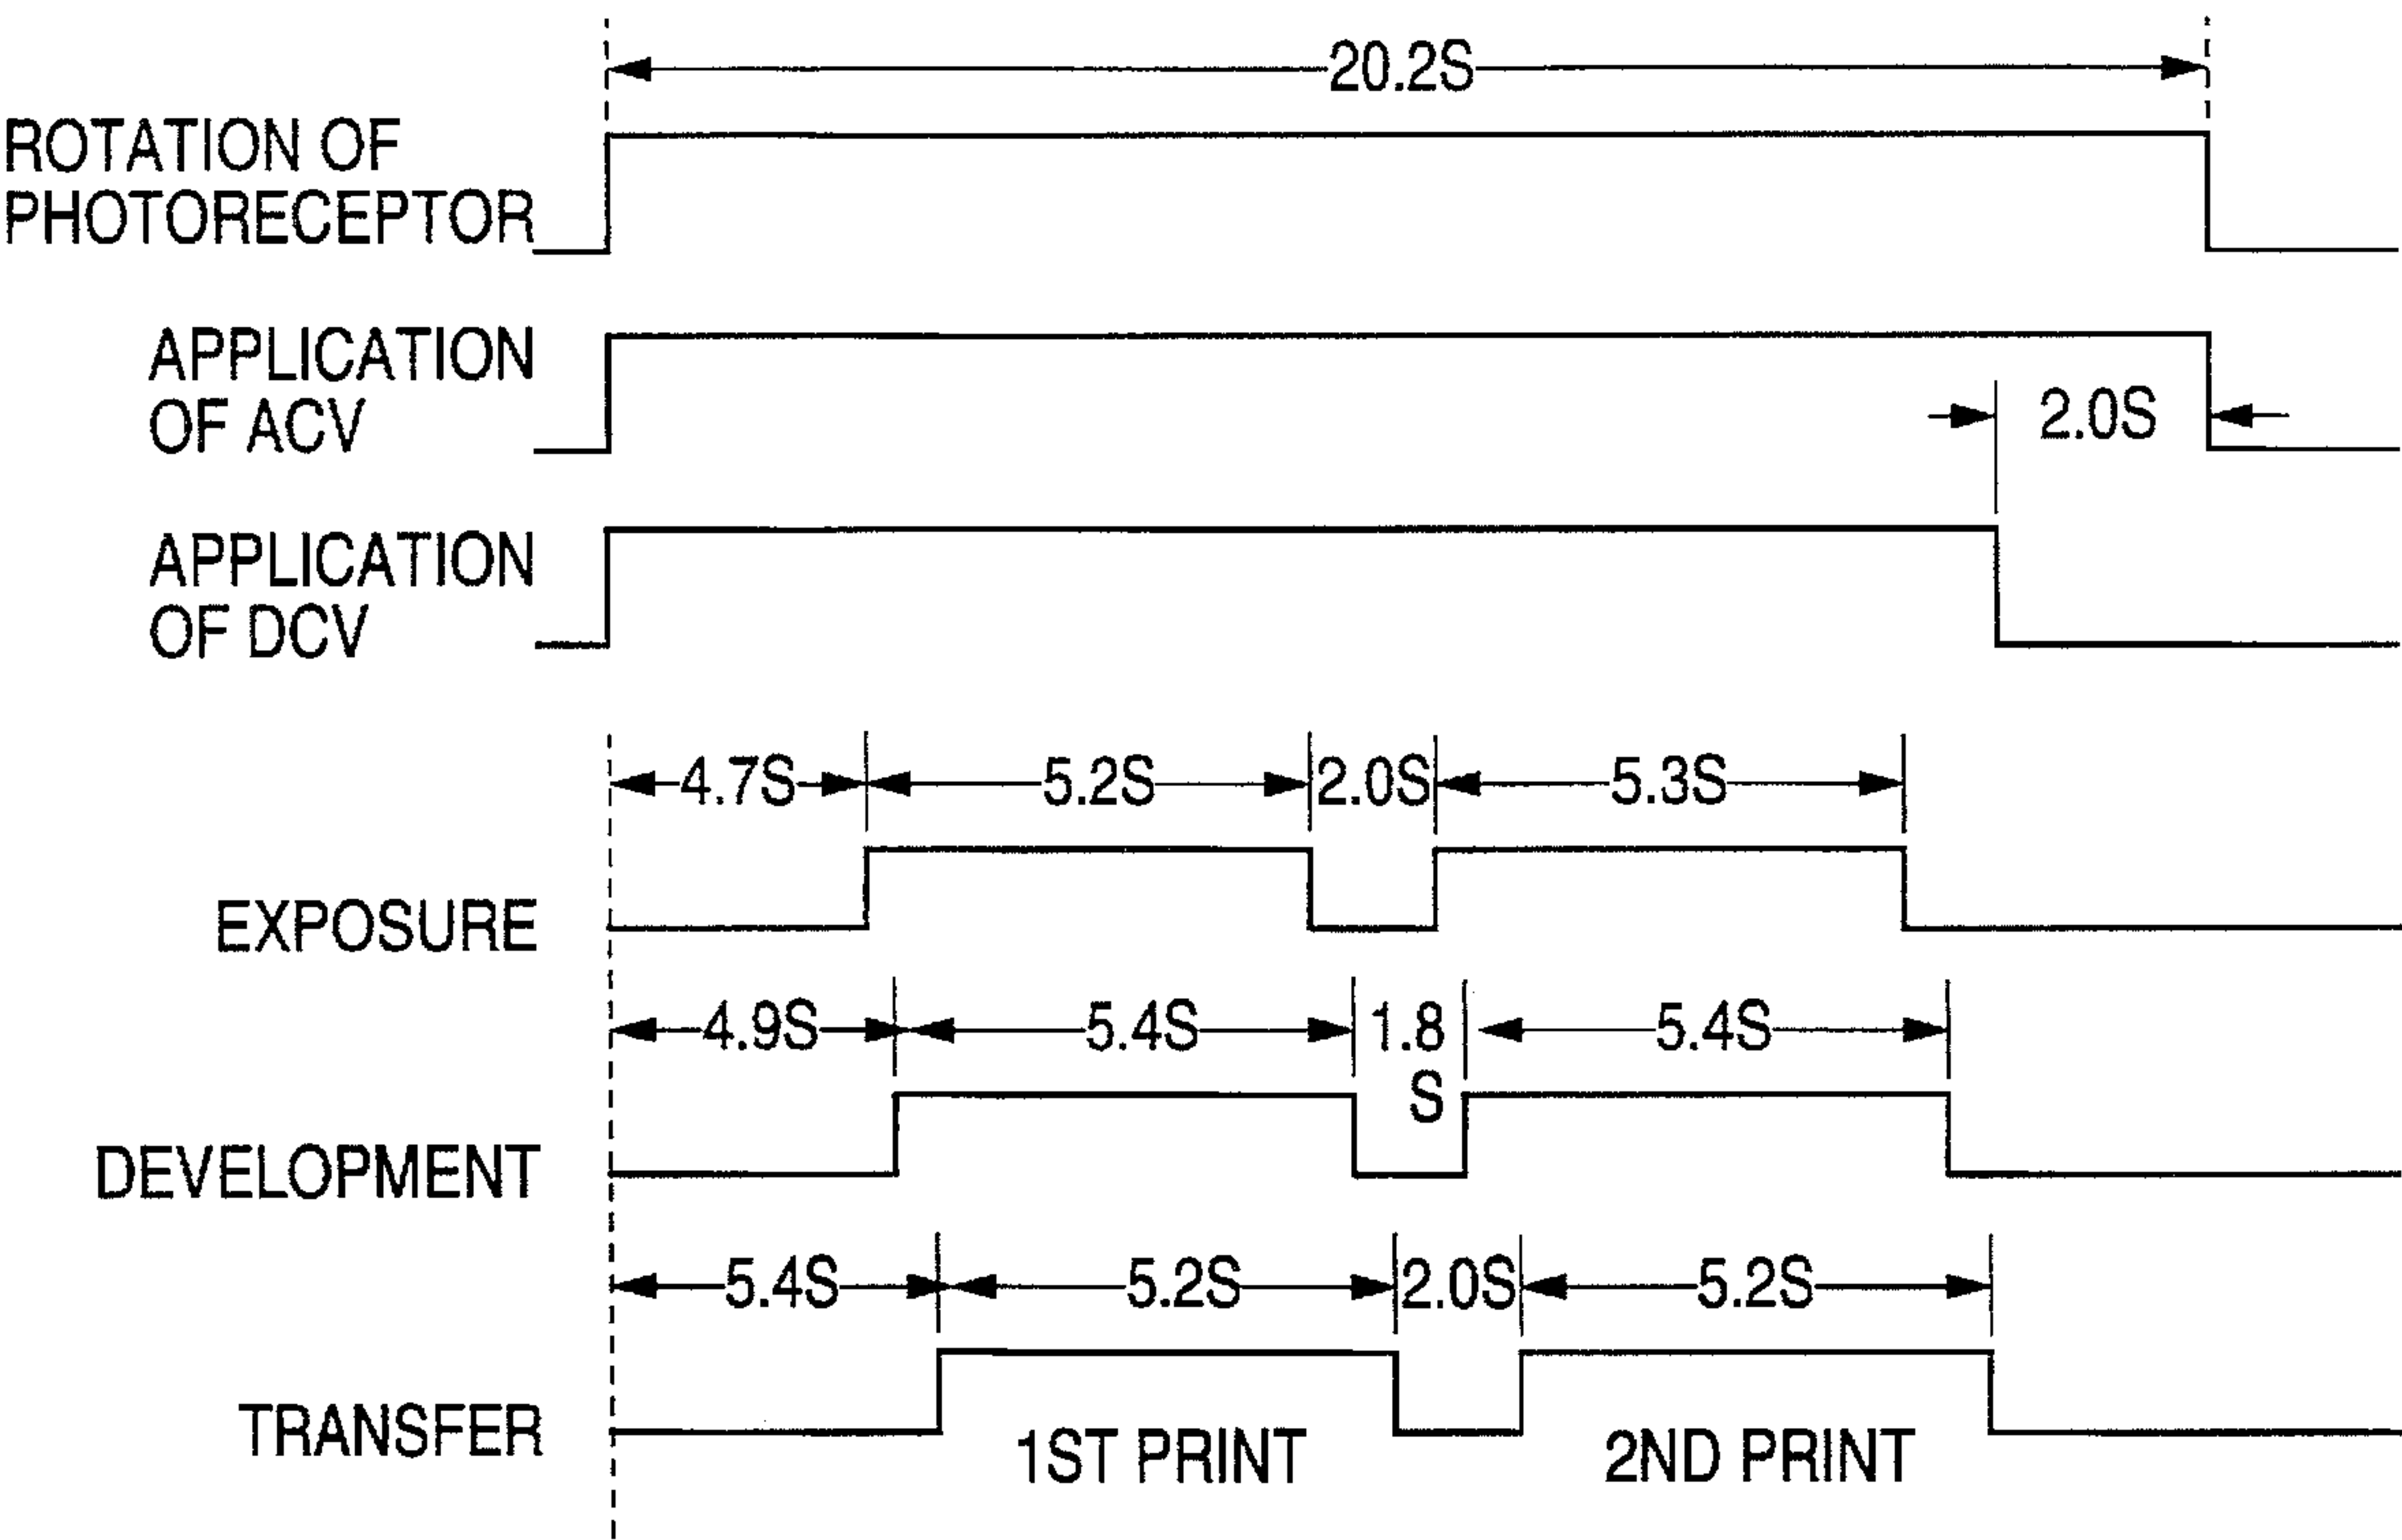 20.2S
ROTATION OF
PHOTORECEPTOR
APPLICATION
OF ACV
2.0S
APPLICATION
OF DCV
4.7S 5.2S 2.0S 5.3S
EXPOSURE
4.9S 5.4S 1.8 5.4S
S
DEVELOPMENT
5.4S 5.2S 2.0S 5.2S
TRANSFER
1ST PRINT 2ND PRINT